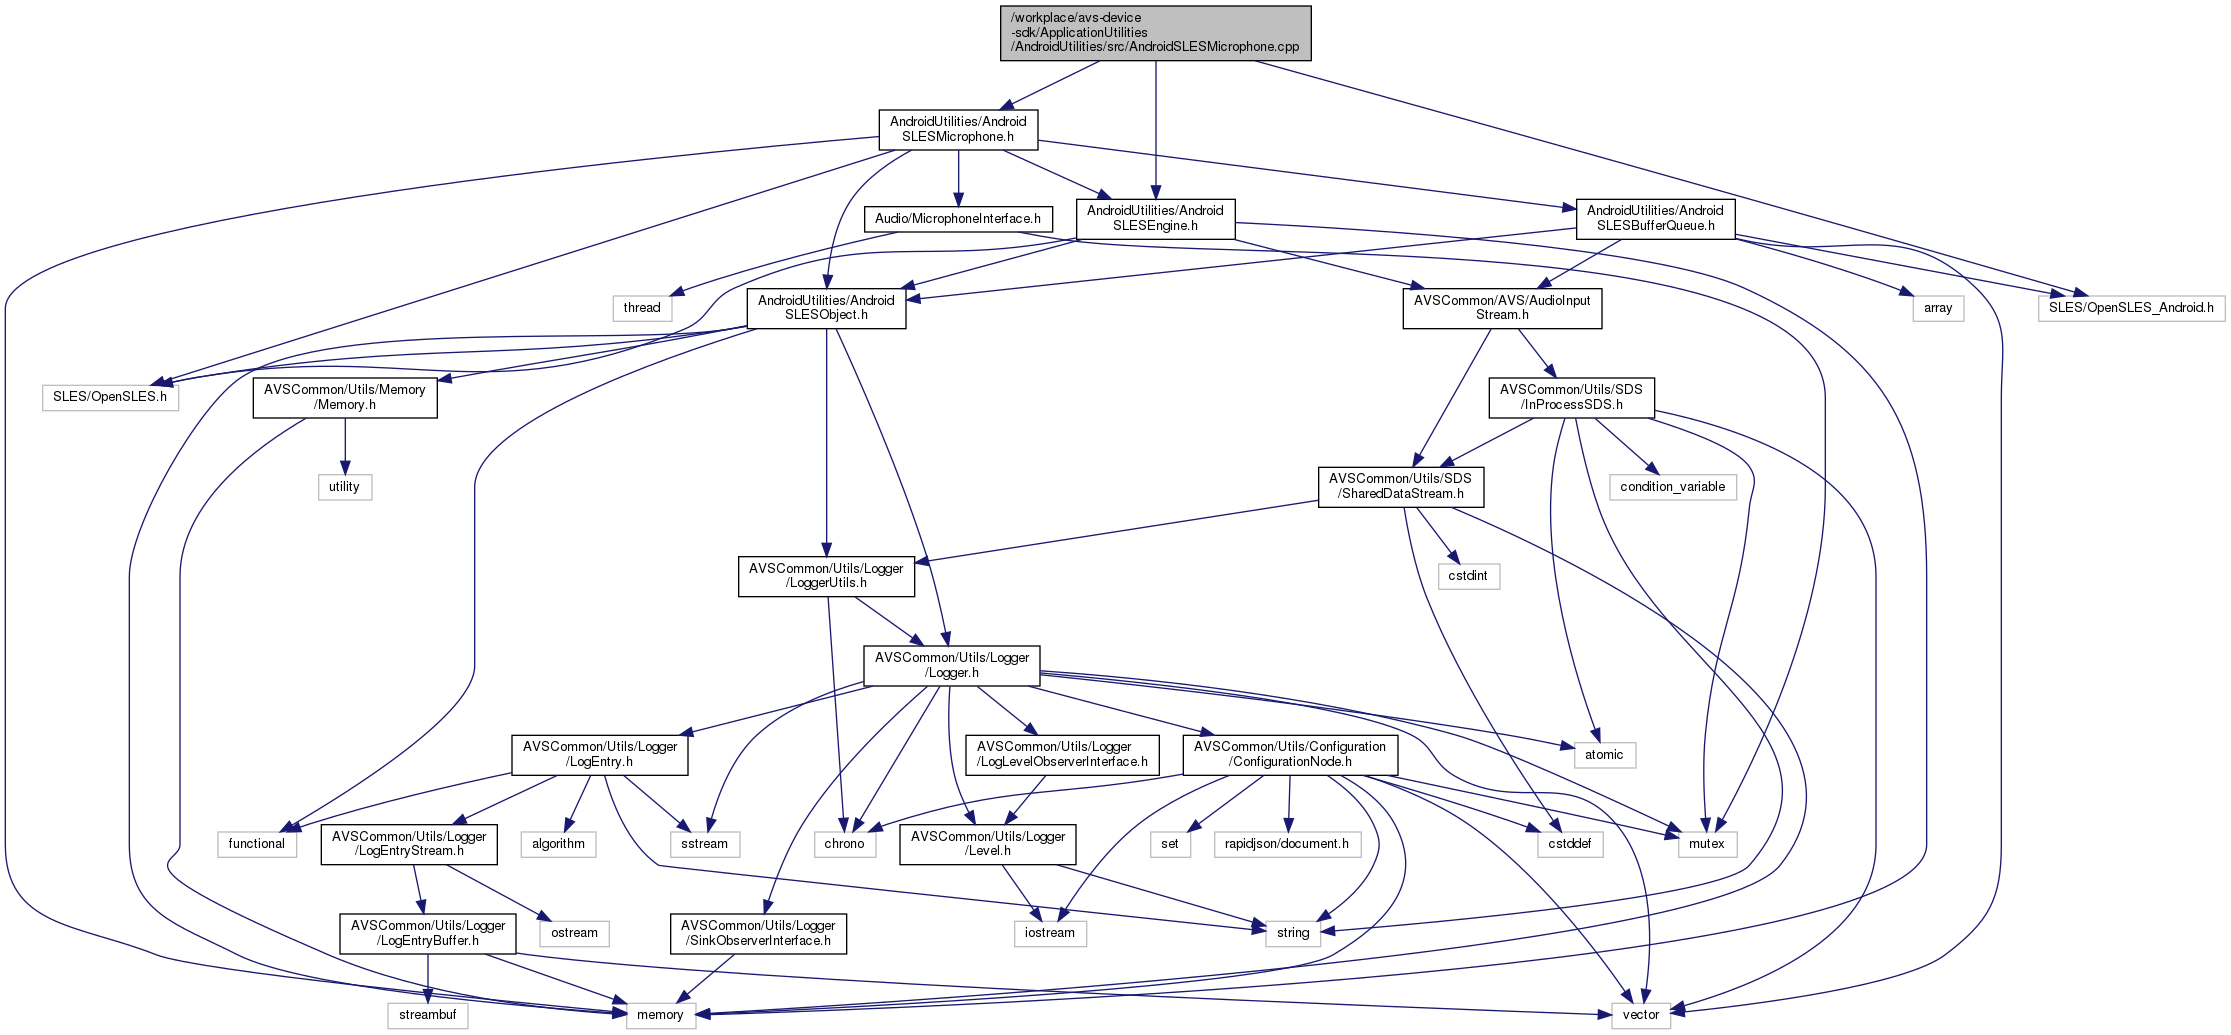 /workplace/avs-device
-sdk/ApplicationUtilities
/AndroidUtilities/src/AndroidSLESMicrophone.cpp
AndroidUtilities/Android
SLESMicrophone.h
Audio/MicrophoneInterface.h
AndroidUtilities/Android
SLESEngine.h
AndroidUtilities/Android
SLESBufferQueue.h
thread
AndroidUtilities/Android
SLESObject.h
AVSCommon/AVS/AudioInput
Stream.h
array
SLES/OpenSLES_Android.h
SLES/OpenSLES.h
AVSCommon/Utils/Memory
/Memory.h
AVSCommon/Utils/SDS
/InProcessSDS.h
utility
AVSCommon/Utils/SDS
/SharedDataStream.h
condition_variable
AVSCommon/Utils/Logger
/LoggerUtils.h
cstdint
AVSCommon/Utils/Logger
/Logger.h
AVSCommon/Utils/Logger
/LogEntry.h
AVSCommon/Utils/Logger
/LogLevelObserverInterface.h
AVSCommon/Utils/Configuration
/ConfigurationNode.h
atomic
functional
AVSCommon/Utils/Logger
/LogEntryStream.h
algorithm
sstream
chrono
AVSCommon/Utils/Logger
/Level.h
set
rapidjson/document.h
cstddef
mutex
AVSCommon/Utils/Logger
/LogEntryBuffer.h
ostream
AVSCommon/Utils/Logger
/SinkObserverInterface.h
iostream
string
streambuf
memory
vector